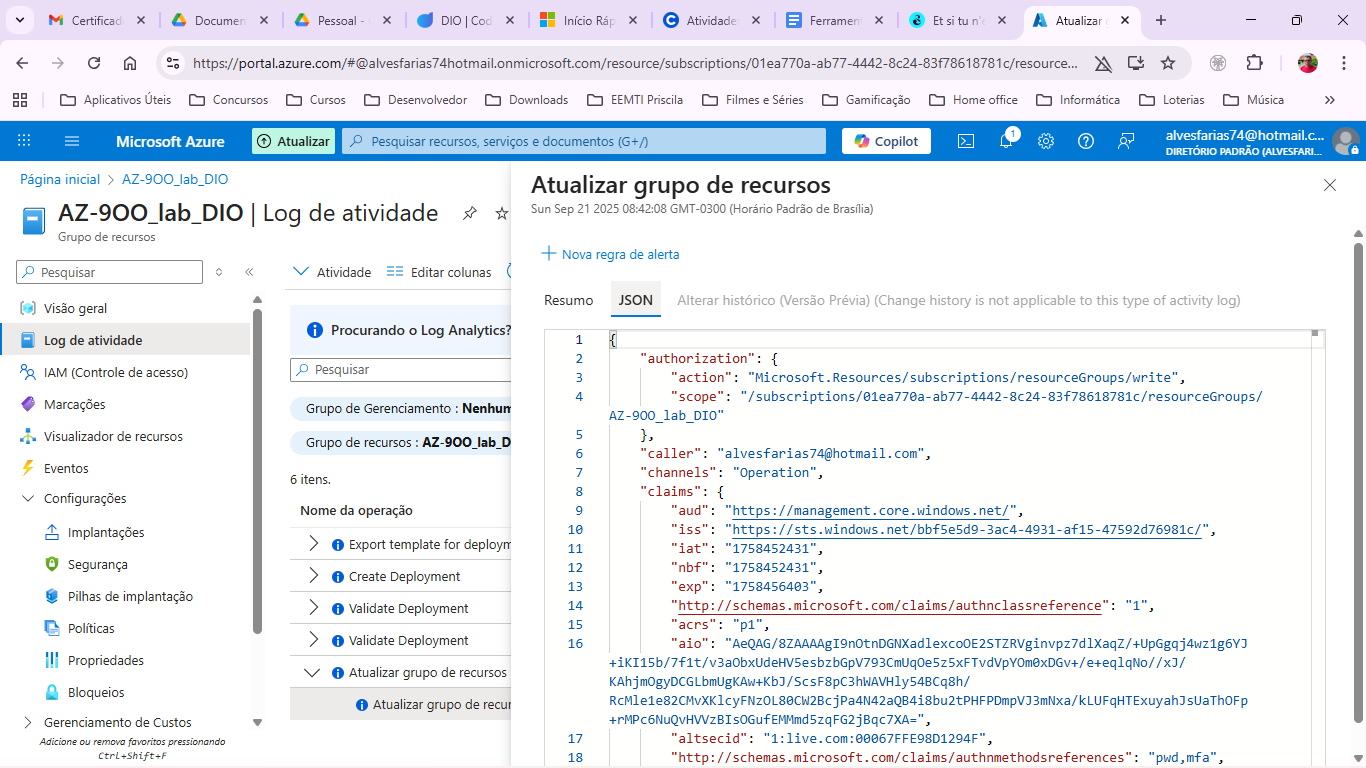 Certificad
Documen
Pessoal -
DIO | Cod
Início Ráp
Atividade
Ferrament
Et si tu n'
Atualizar
https://portal.azure.com/#@alvesfarias74hotmail.onmicrosoft.com/resource/subscriptions/01ea770a-ab77-4442-8c24-83f78618781c/resource...
Aplicativos Úteis
Concursos
Cursos
Desenvolvedor
Downloads
EEMTI Priscila
Filmes e Séries
Gamificação
Home office
Informática
Loterias
Música
»
Microsoft Azure
Atualizar
Pesquisar recursos, serviços e documentos (G+/)
Copilot
1
alvesfarias74@hotmail.c...
DIRETÓRIO PADRÃO (ALVESFARI...
Página inicial > AZ-9OO_lab_DIO
AZ-9OO_lab_DIO | Log de atividade
Grupo de recursos
Pesquisar
«
Visão geral
Log de atividade
IAM (Controle de acesso)
Marcações
Visualizador de recursos
Eventos
Configurações
Implantações
Segurança
Pilhas de implantação
Políticas
Propriedades
Bloqueios
Gerenciamento de Custos
Adicione ou remova favoritos pressionando
Ctrl+Shift+F
Atividade
Editar colunas
Procurando o Log Analytics?
Pesquisar
Grupo de Gerenciamento : Nenhum
Grupo de recursos : AZ-9OO_lab_D
6 itens.
Nome da operação
Export template for deploym
Create Deployment
Validate Deployment
Validate Deployment
Atualizar grupo de recursos
Atualizar grupo de recur
Atualizar grupo de recursos
Sun Sep 21 2025 08:42:08 GMT-0300 (Horário Padrão de Brasília)
Nova regra de alerta
Resumo
JSON
Alterar histórico (Versão Prévia) (Change history is not applicable to this type of activity log)
1 {
2 "authorization": {
3 "action": "Microsoft.Resources/subscriptions/resourceGroups/write",
4 "scope": "/subscriptions/01ea770a-ab77-4442-8c24-83f78618781c/resourceGroups/
AZ-9OO_lab_DIO"
5 },
6 "caller": "alvesfarias74@hotmail.com",
7 "channels": "Operation",
8 "claims": {
9 "aud": "https://management.core.windows.net/",
10 "iss": "https://sts.windows.net/bbf5e5d9-3ac4-4931-af15-47592d76981c/",
11 "iat": "1758452431",
12 "nbf": "1758452431",
13 "exp": "1758456403",
14 "http://schemas.microsoft.com/claims/authnclassreference": "1",
15 "acrs": "p1",
16 "aio": "AeQAG/8ZAAAAgI9nOtnDGNXadlexcoOE2STZRVginvpz7dlXaqZ/+UpGgqj4wz1g6YJ
+iKI15b/7f1t/v3aObxUdeHV5esbzbGpV793CmUqOe5z5xFTvdVpYOm0xDGv+/e+eqlqNo//xJ/
KAhjmOgyDCGLbmUgKAw+KbJ/ScsF8pC3hWAVHly54BCq8h/
RcMle1e82CMvXKlcyFNzOL80CW2BcjPa4N42aQB4i8bu2tPHFPDmpVJ3mNxa/kLUFqHTExuyahJsUaThOFp
+rMPc6NuQvHVVzBIsOGufEMMmd5zqFG2jBqc7XA=",
17 "altsecid": "1:live.com:00067FFE98D1294F",
18 "http://schemas.microsoft.com/claims/authnmethodsreferences": "pwd,mfa",